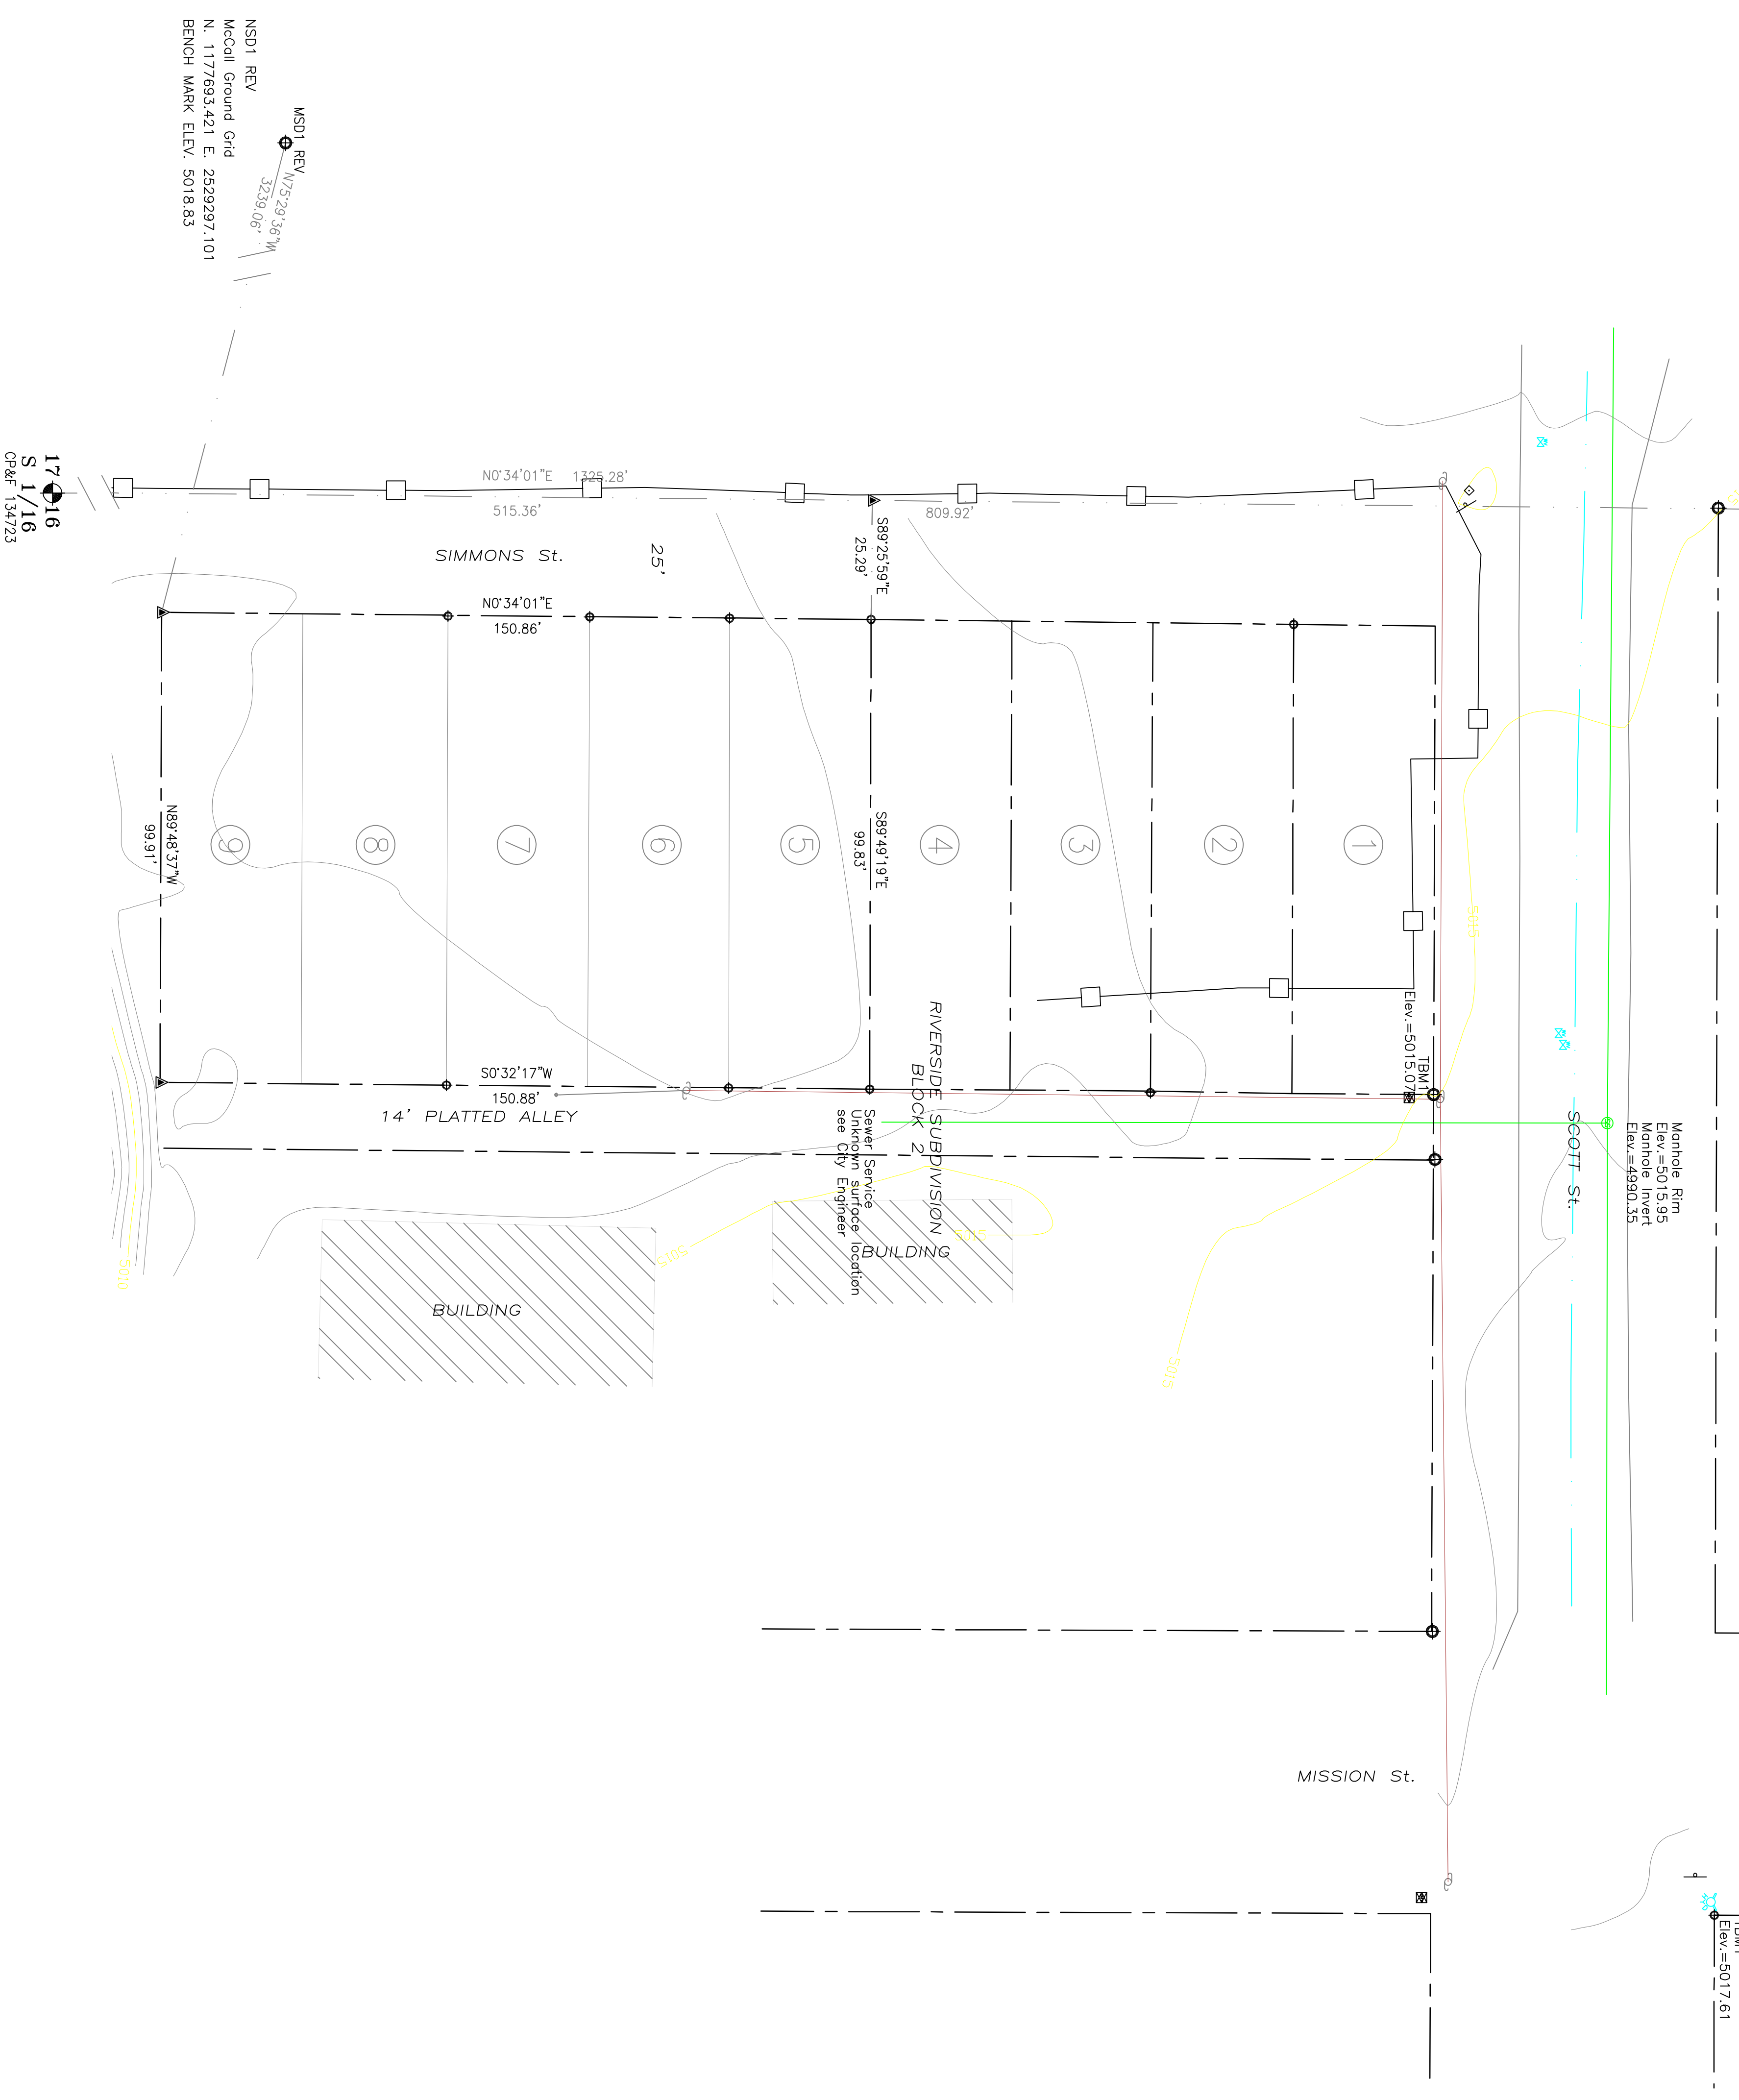 NSD1 REV
McCall Ground Grid
N. 1177693.421 E. 2529297.101
BENCH MARK ELEV. 5018.83
MSD1 REV
N75°29'36"W
3239.06'
17 16
S 1/16
CP&F 134723
N0°34'01"E 1325.28'
515.36'
809.92'
SIMMONS St.
25'
S89°25'59"E
25.29'
N0°34'01"E
150.86'
N89°48'37"W
99.91'
9
8
7
6
5
4
3
2
1
S89°49'19"E
99.83'
S0°32'17"W
150.88'
14' PLATTED ALLEY
RIVERSIDE SUBDIVISION
BLOCK 2
TBM1
Elev.=5015.07
Sewer Service
Unknown surface location
see City Engineer
BUILDING
BUILDING
5015
5015
5015
5015
5010
SCOTT St.
Manhole Rim
Elev.=5015.95
Manhole Invert
Elev.=4990.35
MISSION St.
Elev.=5017.61